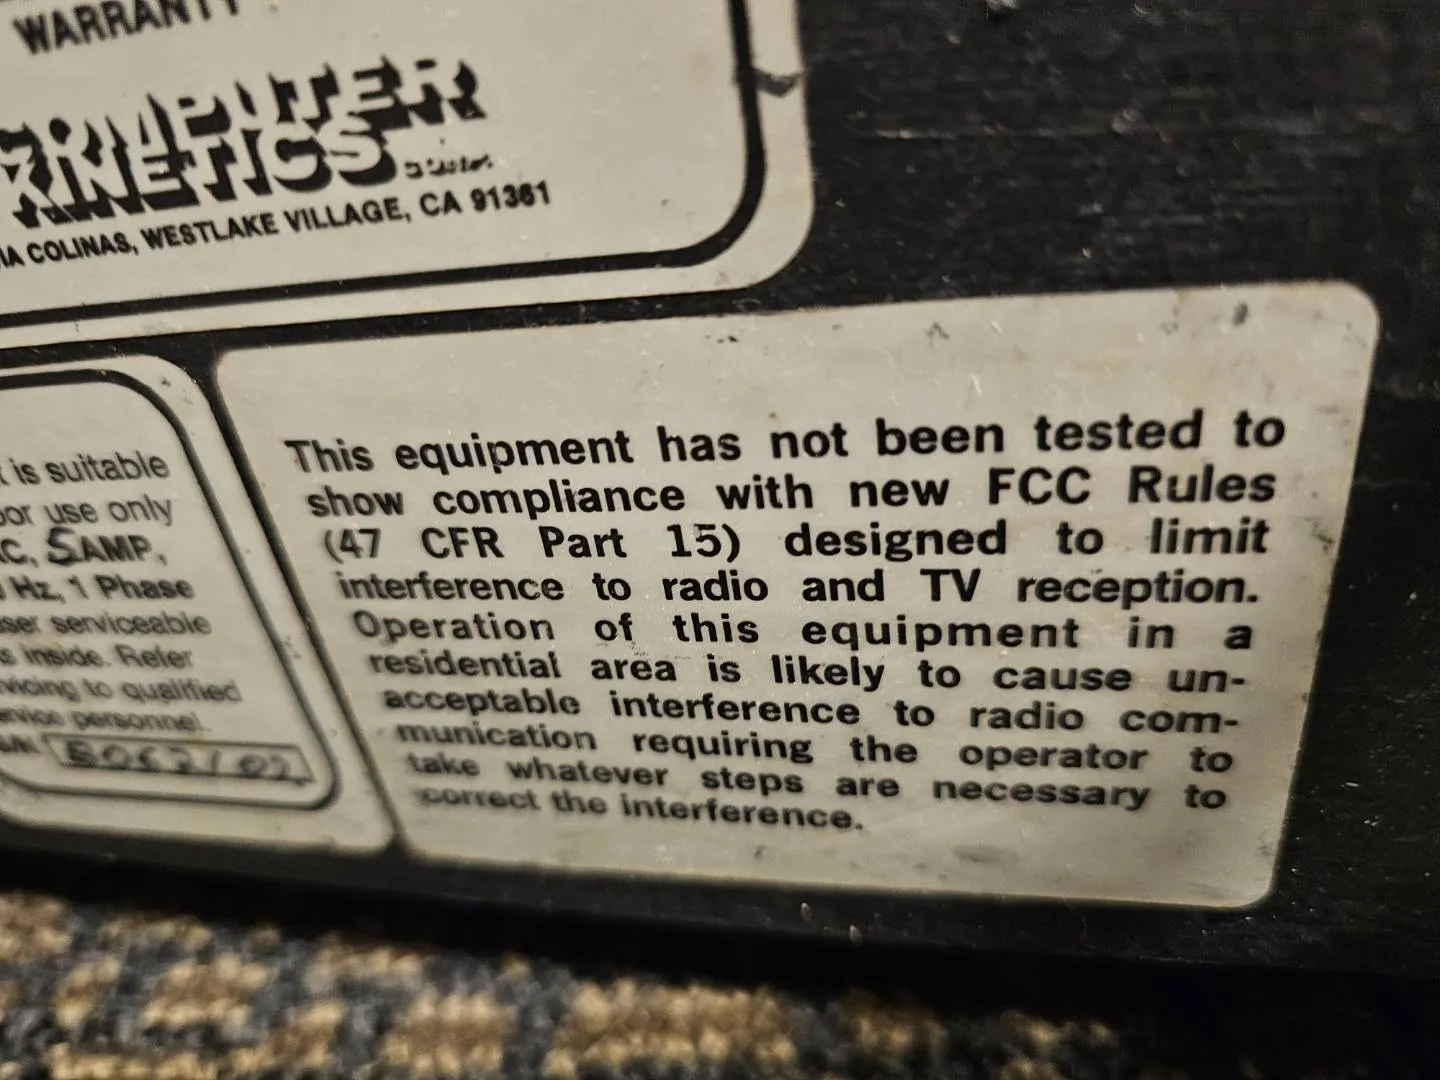 WARRANTY
COMPUTER
KINETICS
VIA COLINAS, WESTLAKE VILLAGE, CA 91361
is suitable
use only
C, 5AMP,
Hz, 1 Phase
user serviceable
inside. Refer
servicing to qualified
service personnel.
This equipment has not been tested to
show compliance with new FCC Rules
(47 CFR Part 15) designed to limit
interference to radio and TV reception.
Operation of this equipment in a
residential area is likely to cause un-
acceptable interference to radio com-
munication requiring the operator to
take whatever steps are necessary to
correct the interference.